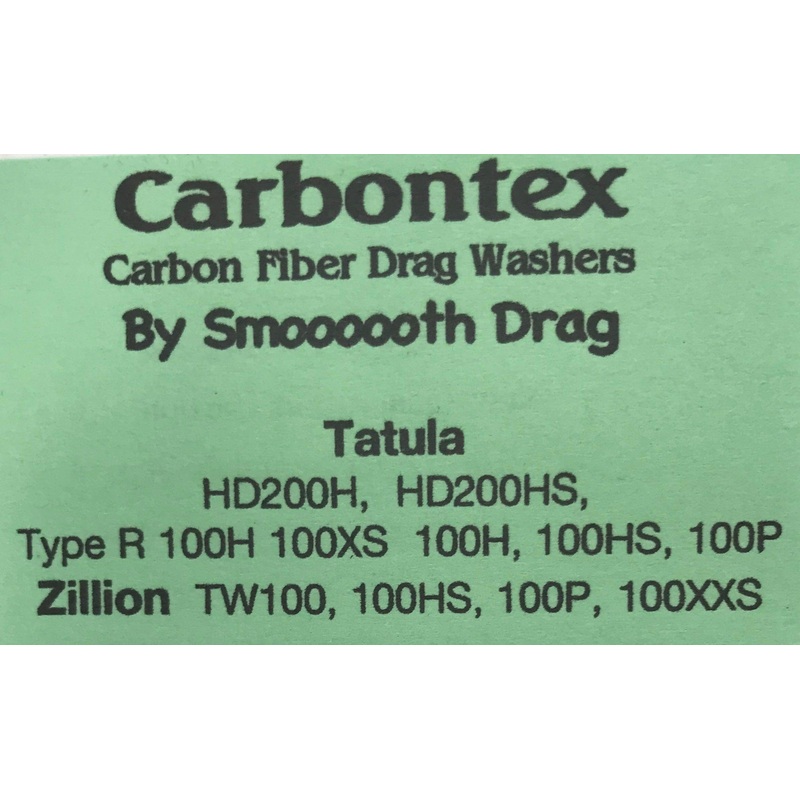 Carbontex
Carbon Fiber Drag Washers
By Smoooooth Drag
Tatula
HD200H, HD200HS,
Type R 100H 100XS 100H, 100HS, 100P
Zillion TW100, 100HS, 100P, 100XXS